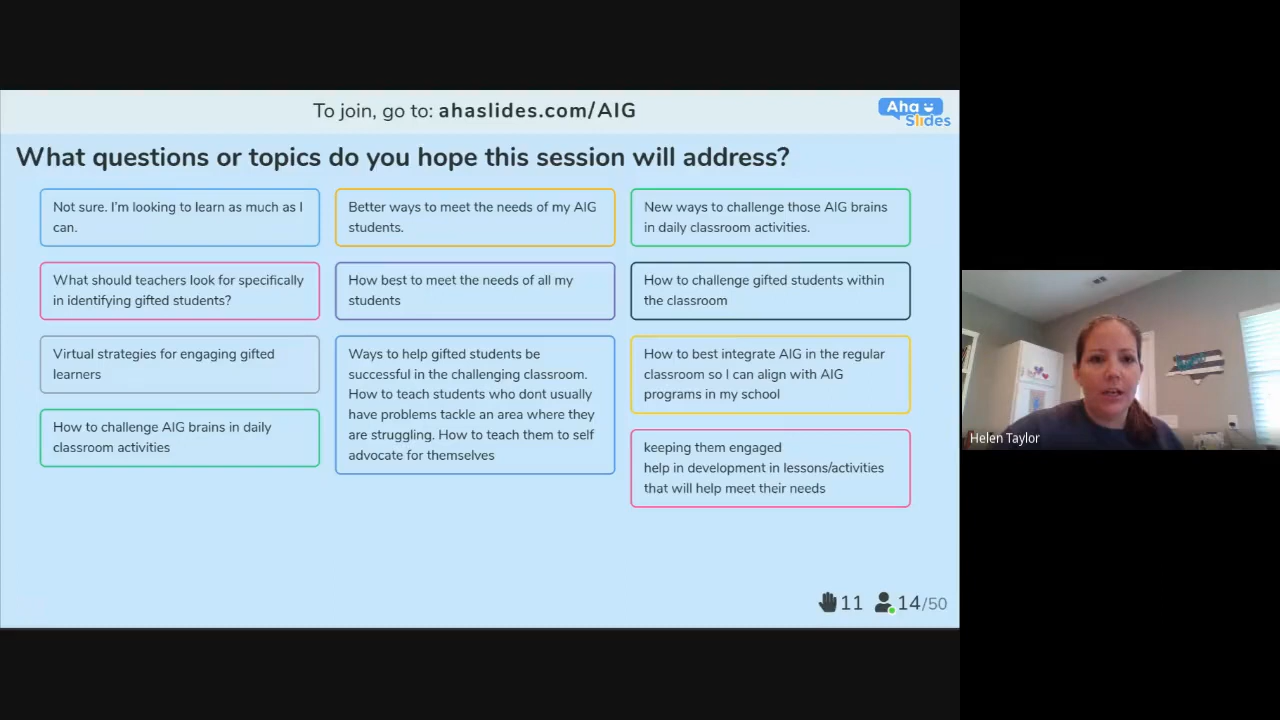 To join, go to: ahaslides.com/AIG
Aha
Slides
What questions or topics do you hope this session will address?
Not sure. I'm looking to learn as much as I
can.
What should teachers look for specifically
in identifying gifted students?
Virtual strategies for engaging gifted
learners
How to challenge AIG brains in daily
classroom activities
Better ways to meet the needs of my AIG
students.
How best to meet the needs of all my
students
Ways to help gifted students be
successful in the challenging classroom.
How to teach students who dont usually
have problems tackle an area where they
are struggling. How to teach them to self
advocate for themselves
New ways to challenge those AIG brains
in daily classroom activities.
How to challenge gifted students within
the classroom
How to best integrate AIG in the regular
classroom so I can align with AIG
programs in my school
keeping them engaged
help in development in lessons/activities
that will help meet their needs
11 14/50
Helen Taylor